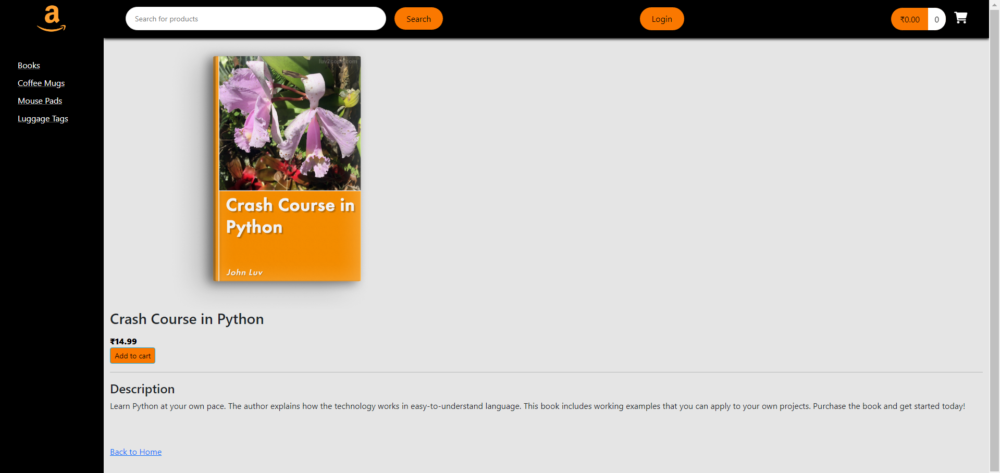 a
Search for products
Search
Login
₹0.00
0
Books
Coffee Mugs
Mouse Pads
Luggage Tags
luv2code.com
Crash Course in
Python
John Luv
Crash Course in Python
₹14.99
Add to cart
Description
Learn Python at your own pace. The author explains how the technology works in easy-to-understand language. This book includes working examples that you can apply to your own projects. Purchase the book and get started today!
Back to Home